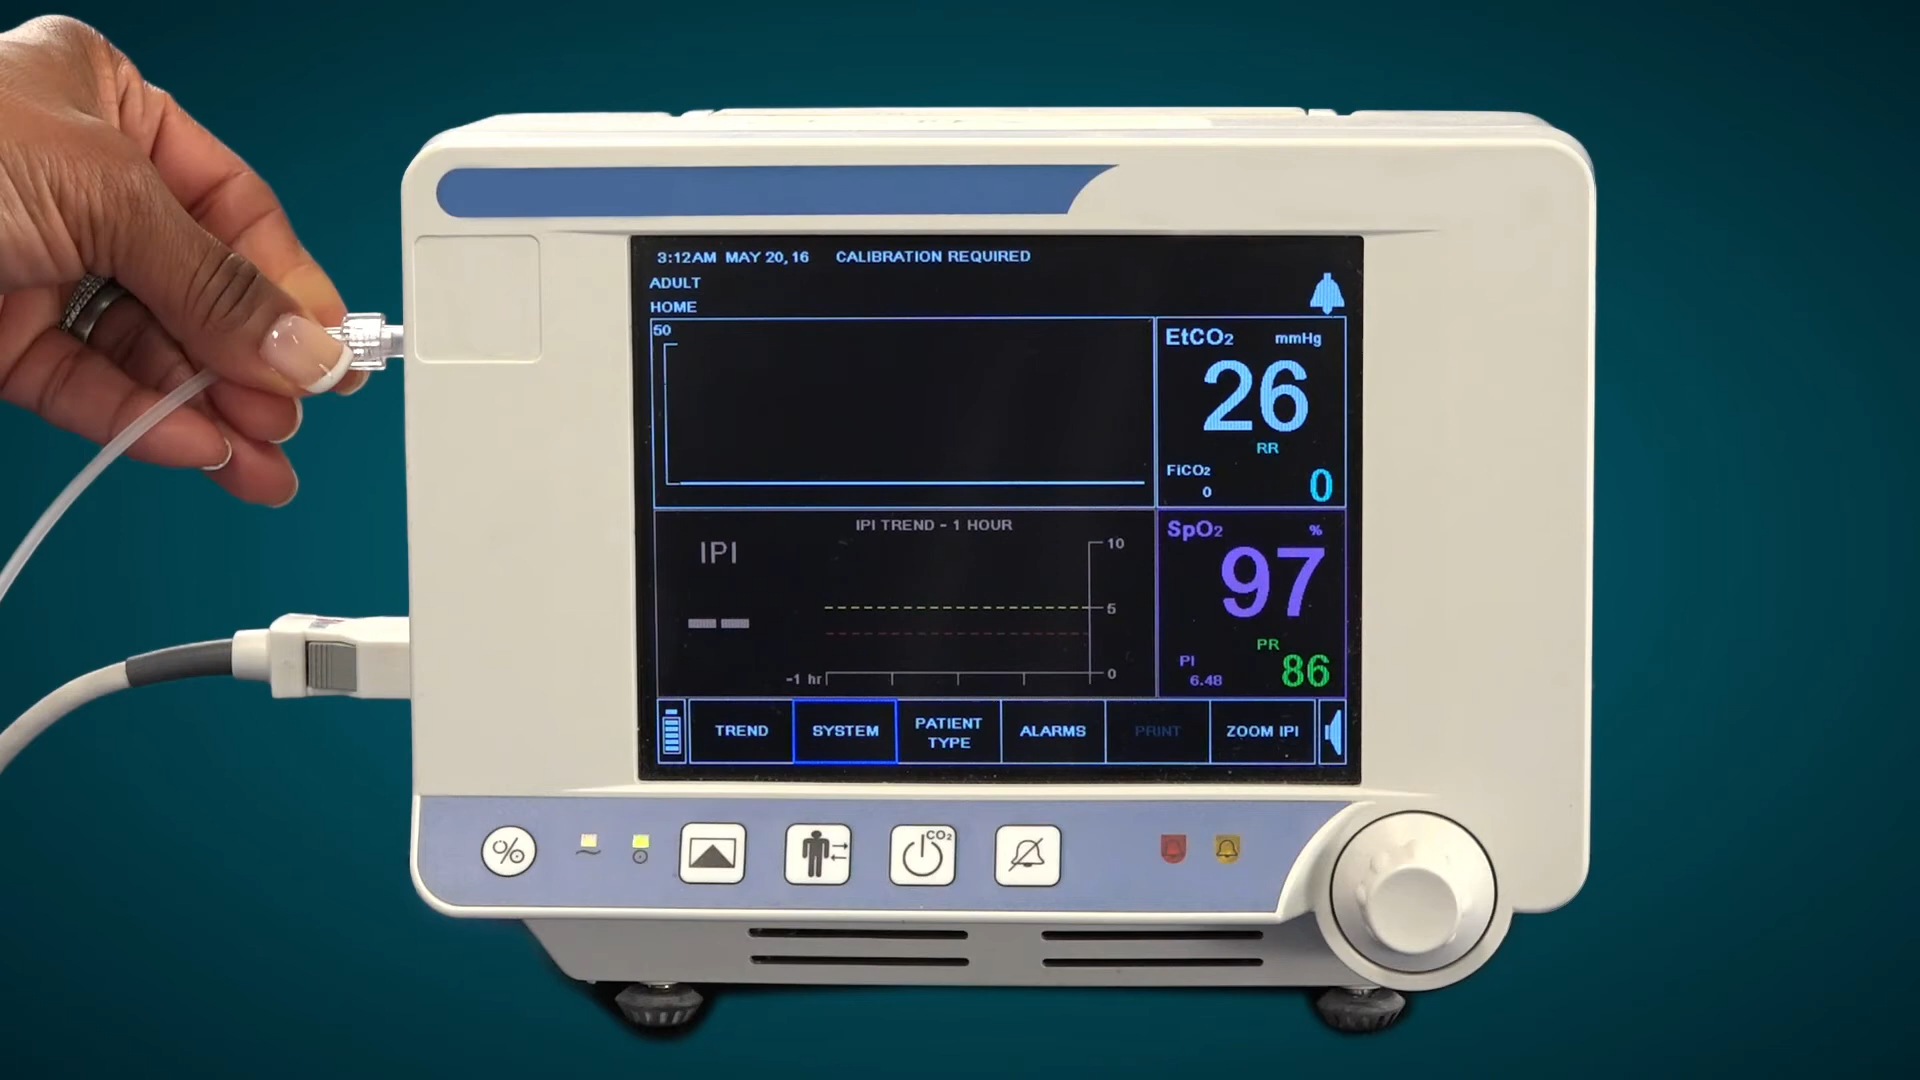 3:12AM MAY 20, 16 CALIBRATION REQUIRED
ADULT
HOME
50
EtCO₂ mmHg
26
RR
FiCO₂
0
0
IPI TREND - 1 HOUR
IPI
10
5
0
-1 hr
SpO₂ %
97
PR
PI
86
6.48
TREND
SYSTEM
PATIENT
TYPE
ALARMS
PRINT
ZOOM IPI
CO₂